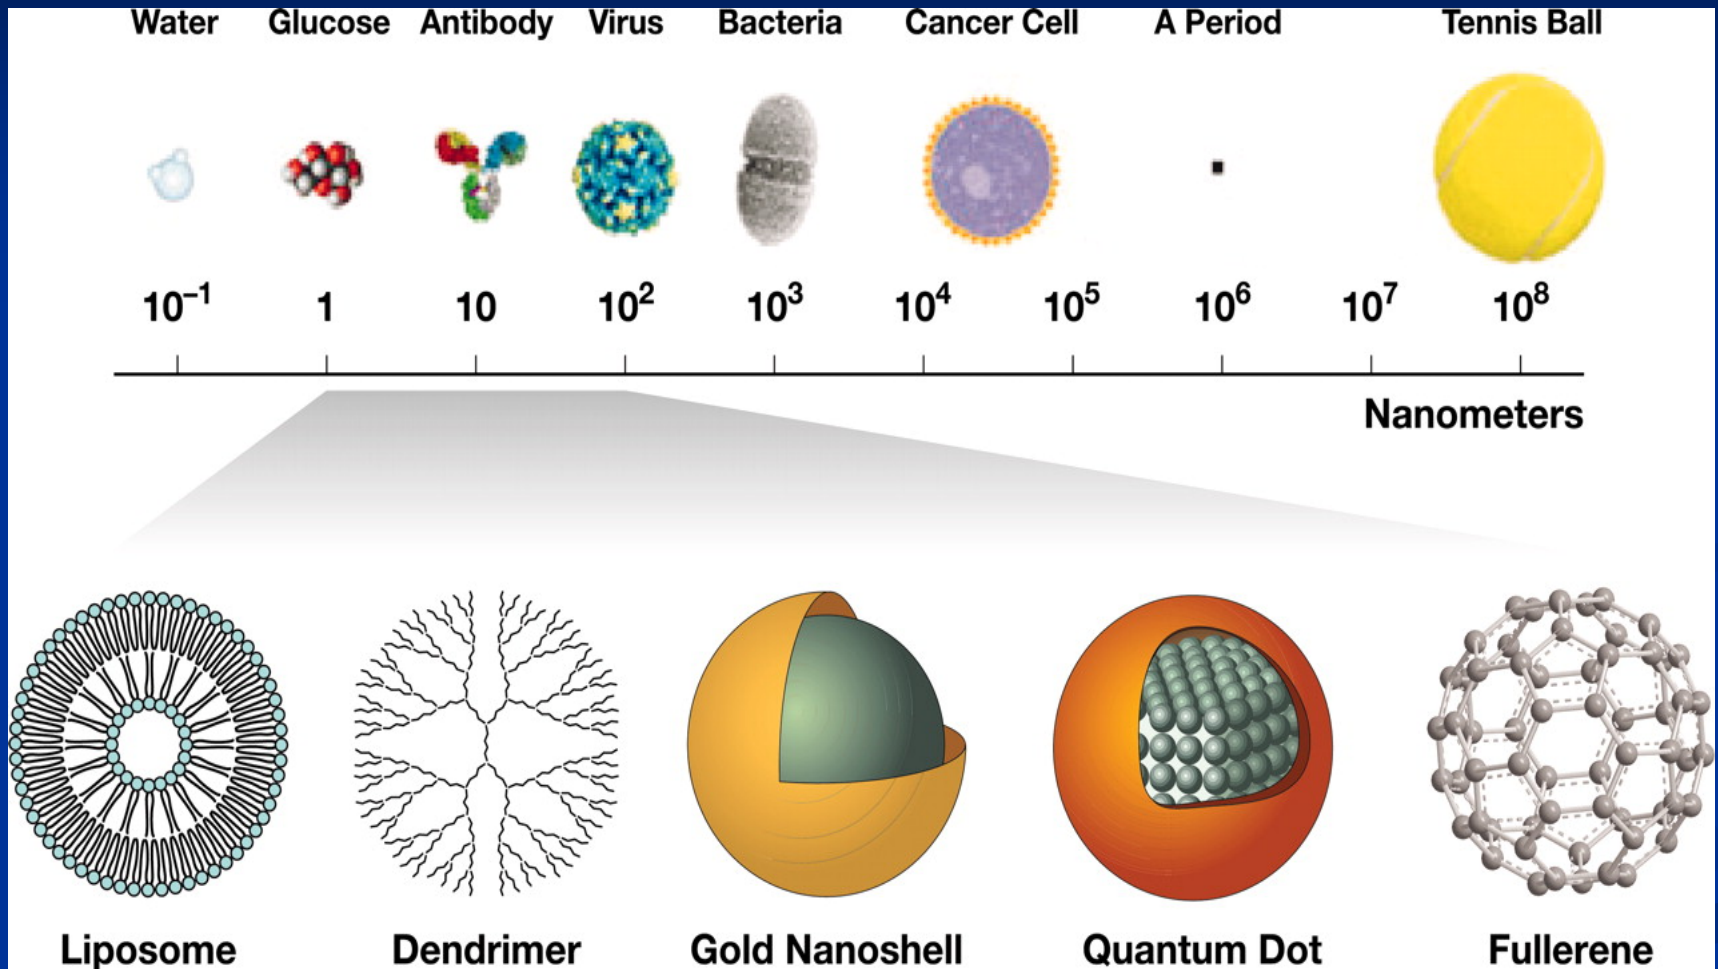 Water Glucose Antibody Virus Bacteria Cancer Cell A Period Tennis Ball
10⁻¹ 1 10 10² 10³ 10⁴ 10⁵ 10⁶ 10⁷ 10⁸
Nanometers
Liposome Dendrimer Gold Nanoshell Quantum Dot Fullerene